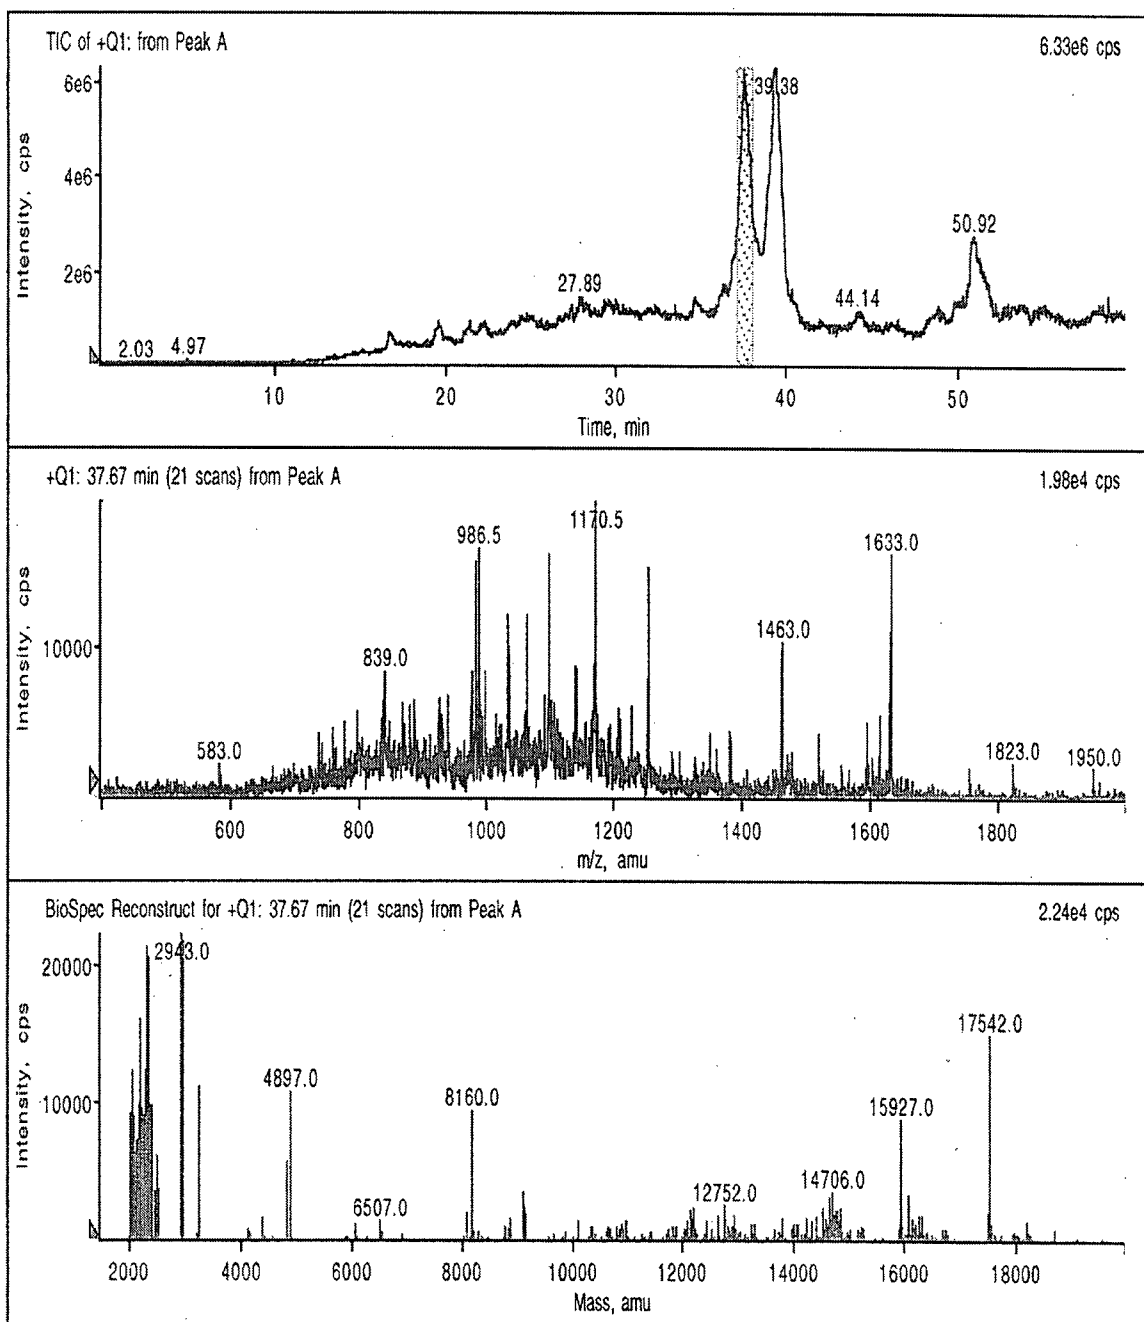 TIC of +Q1: from Peak A 6.33e6 cps
6e6
4e6
2e6
Intensity, cps
2.03 4.97 27.89 39.38 44.14 50.92
10 20 30 40 50
Time, min
+Q1: 37.67 min (21 scans) from Peak A 1.98e4 cps
10000
Intensity, cps
583.0 839.0 986.5 1170.5 1463.0 1633.0 1823.0 1950.0
600 800 1000 1200 1400 1600 1800
m/z, amu
BioSpec Reconstruct for +Q1: 37.67 min (21 scans) from Peak A 2.24e4 cps
20000
10000
Intensity, cps
2943.0 4897.0 6507.0 8160.0 12752.0 14706.0 15927.0 17542.0
2000 4000 6000 8000 10000 12000 14000 16000 18000
Mass, amu